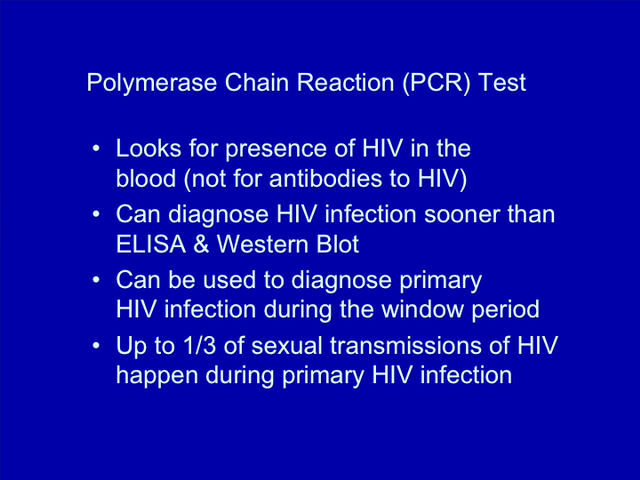 Polymerase Chain Reaction (PCR) Test
• Looks for presence of HIV in the
blood (not for antibodies to HIV)
• Can diagnose HIV infection sooner than
ELISA & Western Blot
• Can be used to diagnose primary
HIV infection during the window period
• Up to 1/3 of sexual transmissions of HIV
happen during primary HIV infection